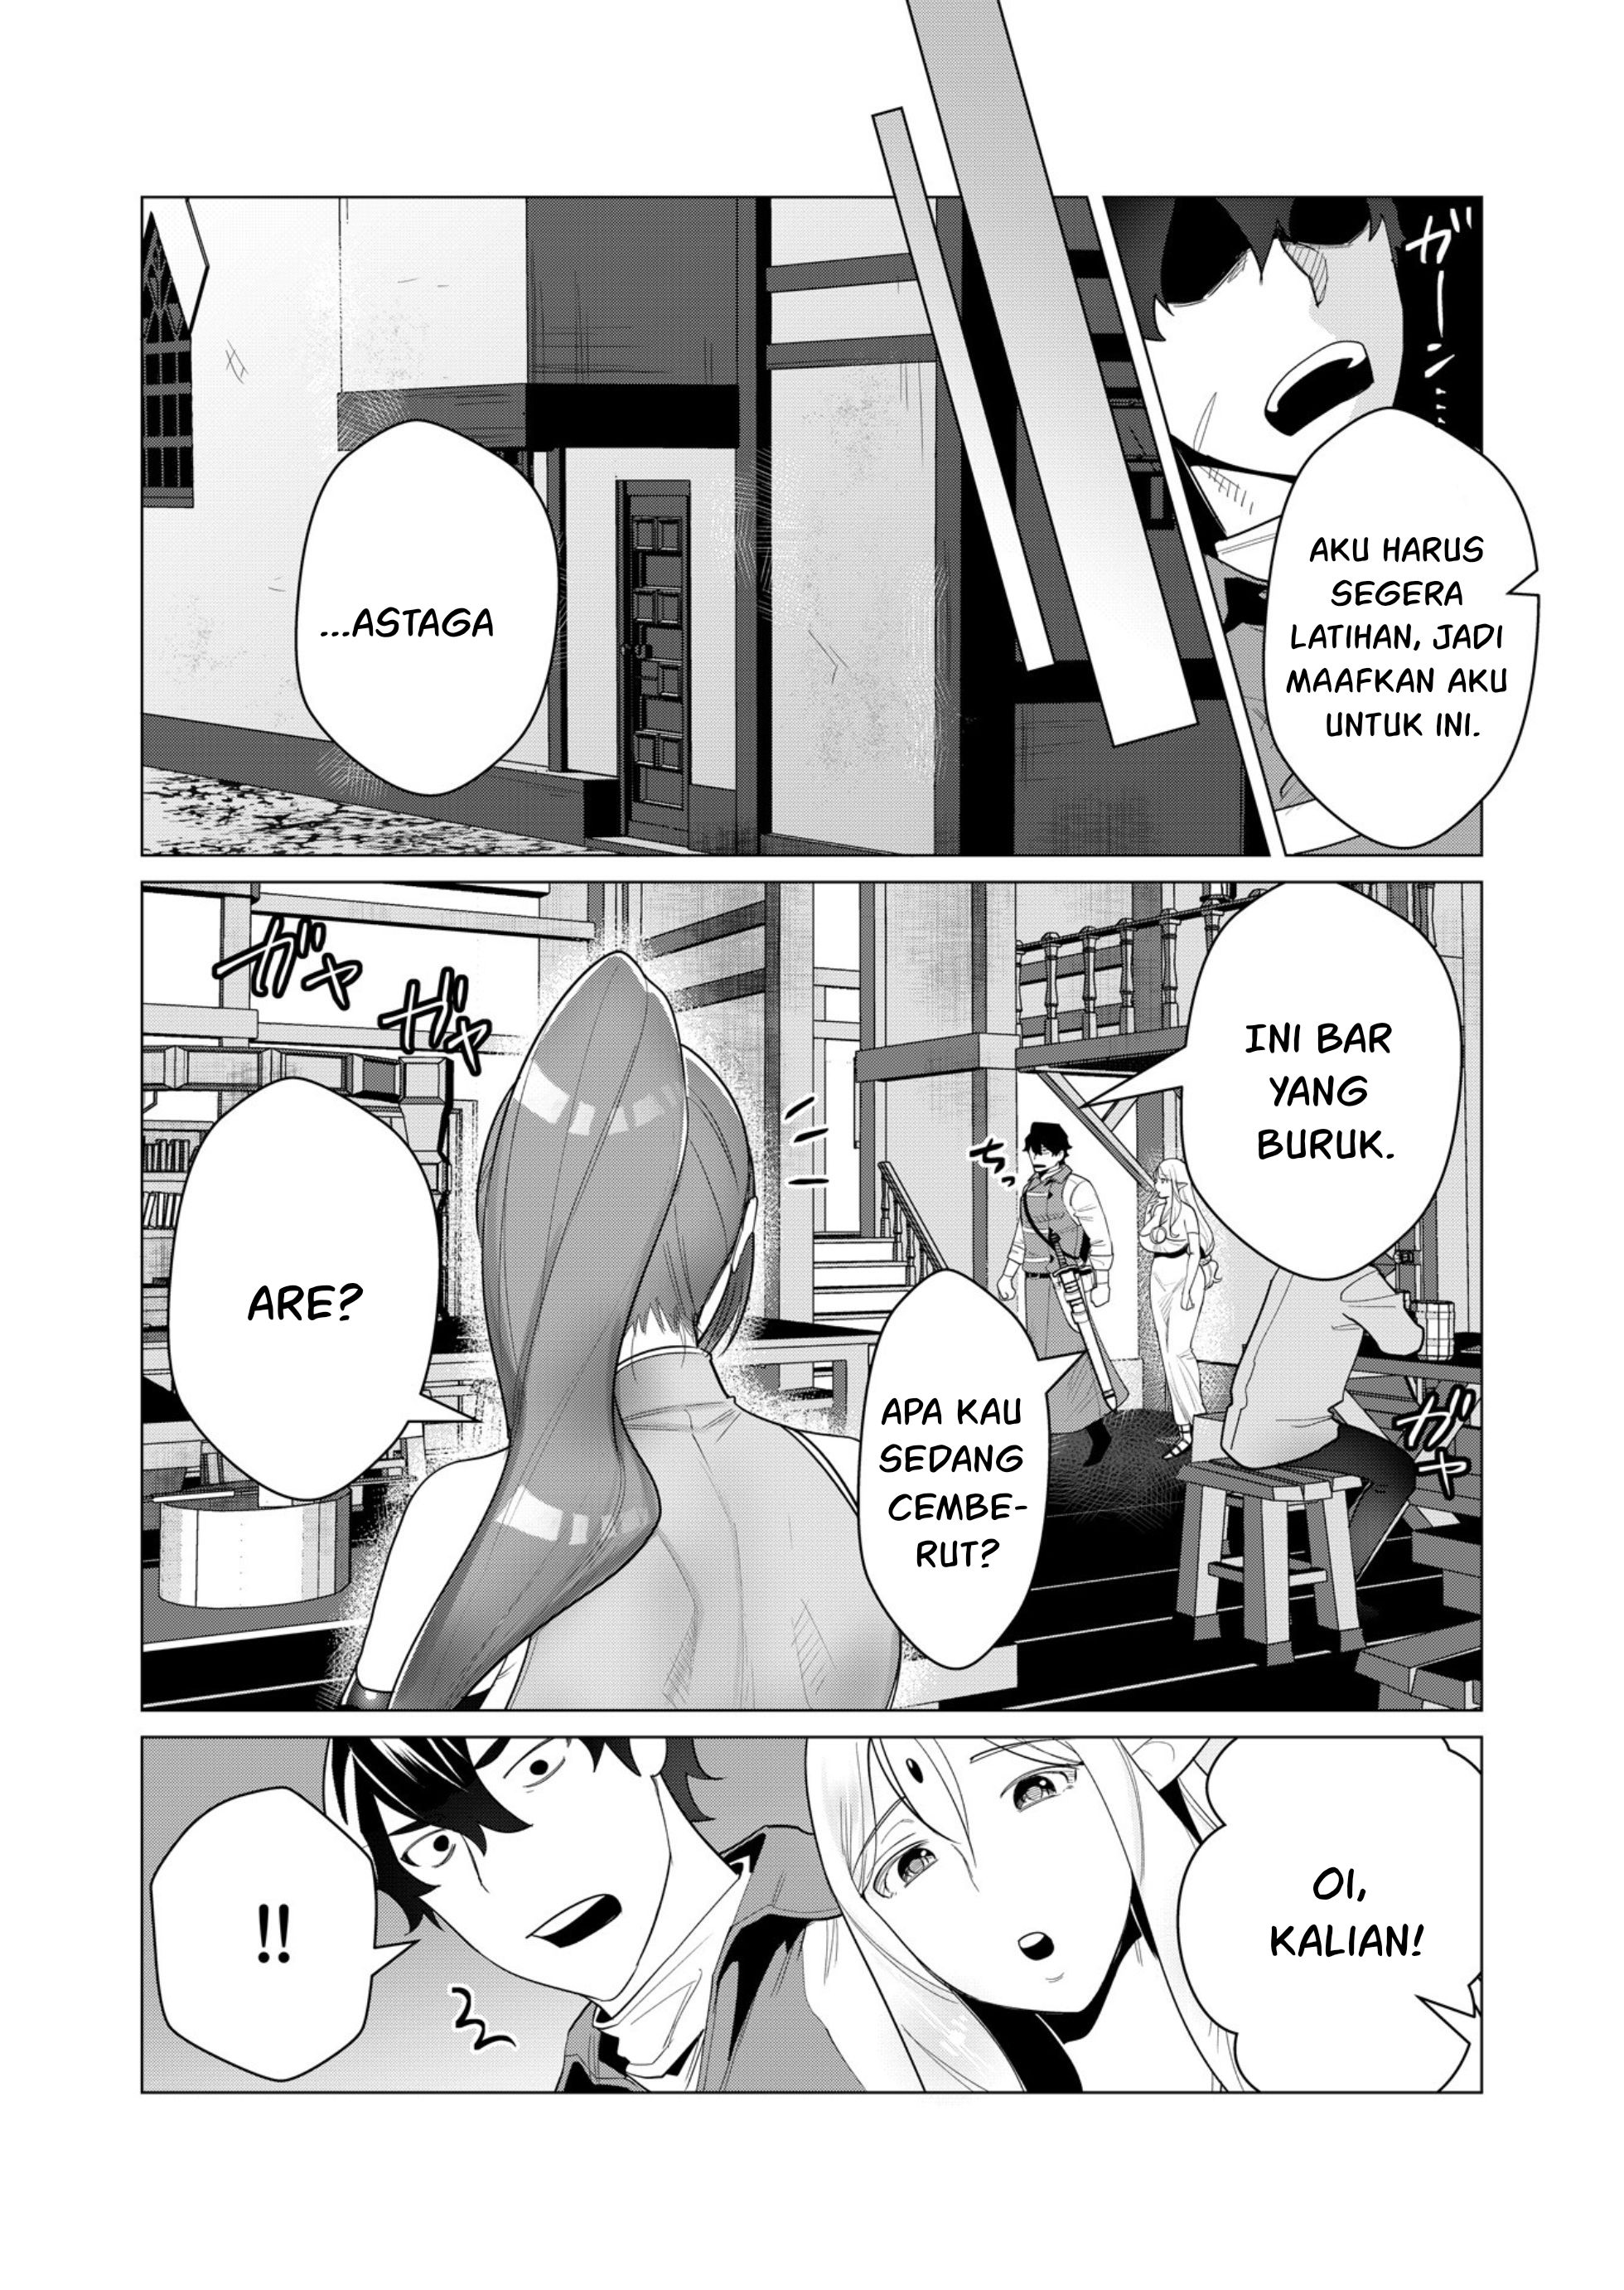 ガーン
AKU HARUS
SEGERA
LATIHAN, JADI
MAAFKAN AKU
UNTUK INI.
...ASTAGA
INI BAR
YANG
BURUK.
ちっ
APA KAU
SEDANG
CEMBE-
RUT?
ガヤ
ガヤ
ガヤ
ARE?
OI,
KALIAN!
!!